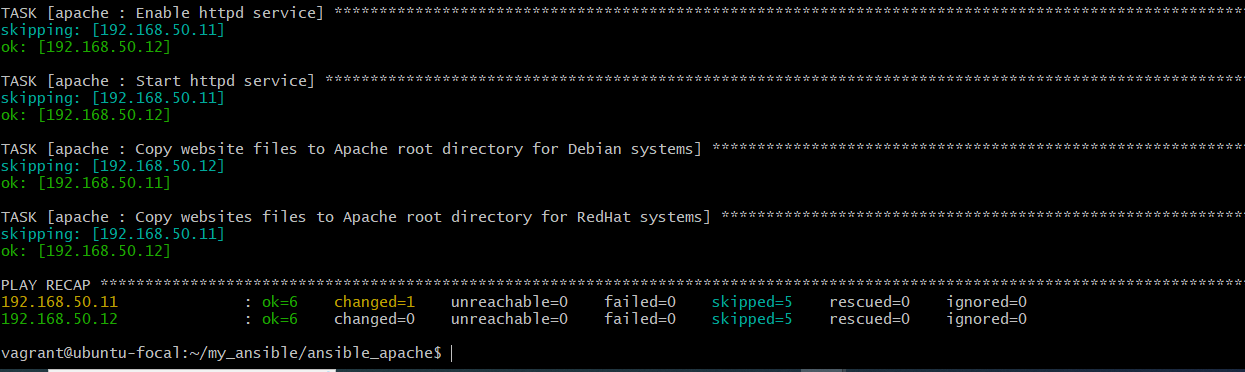 TASK [apache : Enable httpd service] *****************************************************************************************************
skipping: [192.168.50.11]
ok: [192.168.50.12]
TASK [apache : Start httpd service] ******************************************************************************************************
skipping: [192.168.50.11]
ok: [192.168.50.12]
TASK [apache : Copy website files to Apache root directory for Debian systems] ***********************************************************
skipping: [192.168.50.12]
ok: [192.168.50.11]
TASK [apache : Copy websites files to Apache root directory for RedHat systems] **********************************************************
skipping: [192.168.50.11]
ok: [192.168.50.12]
PLAY RECAP *******************************************************************************************************************************
192.168.50.11 : ok=6 changed=1 unreachable=0 failed=0 skipped=5 rescued=0 ignored=0
192.168.50.12 : ok=6 changed=0 unreachable=0 failed=0 skipped=5 rescued=0 ignored=0
vagrant@ubuntu-focal:~/my_ansible/ansible_apache$